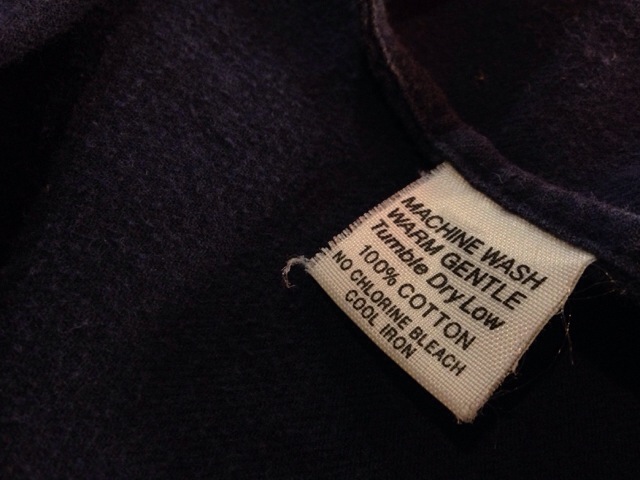 MACHINE WASH
WARM GENTLE
Tumble Dry Low
100% COTTON
NO CHLORINE BLEACH
COOL IRON